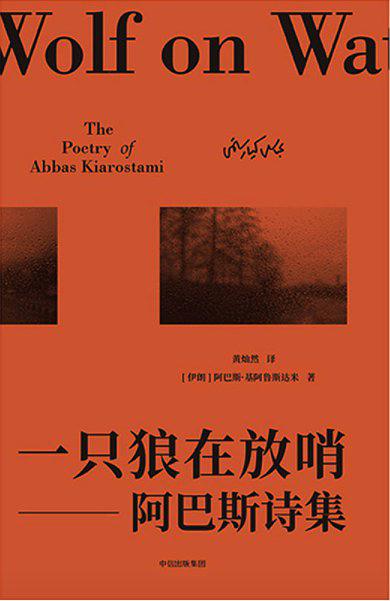 Wolf on Wat
The
Poetry of
Abbas Kiarostami
عباس کیارستمی
黄灿然 译
[伊朗]阿巴斯·基阿鲁斯达米 著
一只狼在放哨
——阿巴斯诗集
中信出版集团